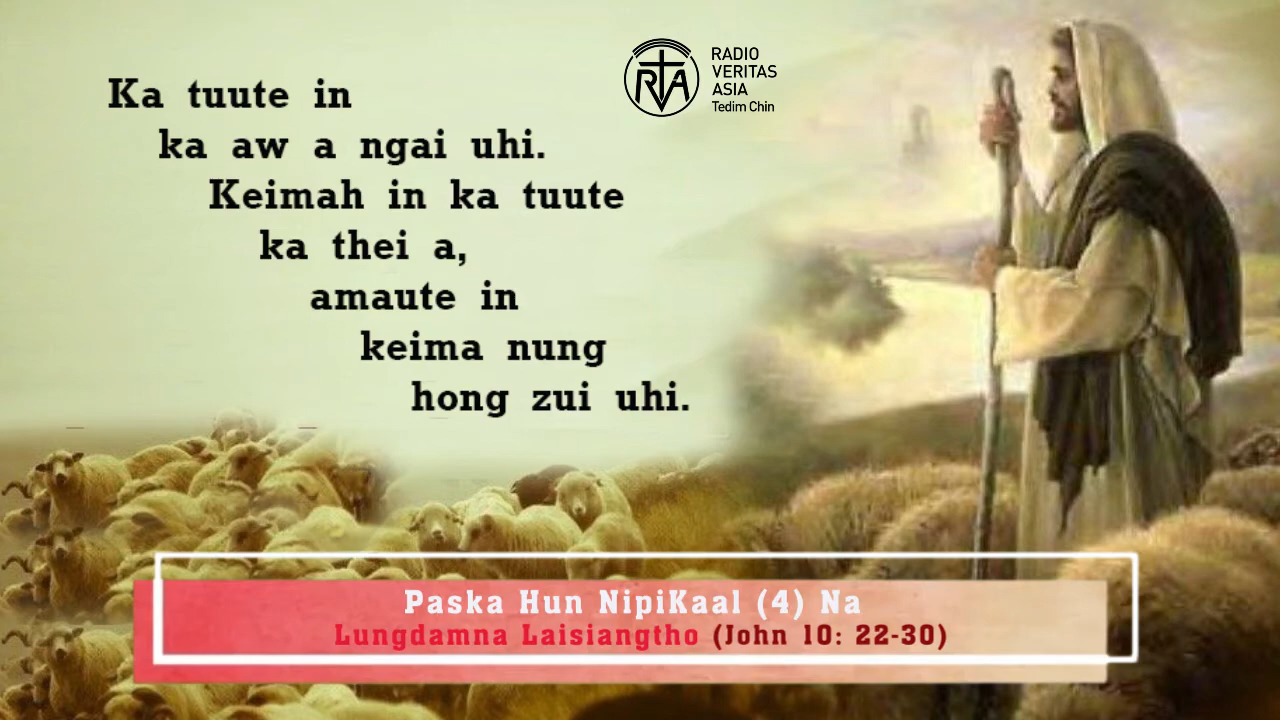 RADIO
VERITAS
ASIA
Tedim Chin
RVA
Ka tuute in
ka aw a ngai uhi.
Keimah in ka tuute
ka thei a,
amaute in
keima nung
hong zui uhi.
Paska Hun NipiKaal (4) Na
Lungdamna Laisiangtho (John 10: 22-30)